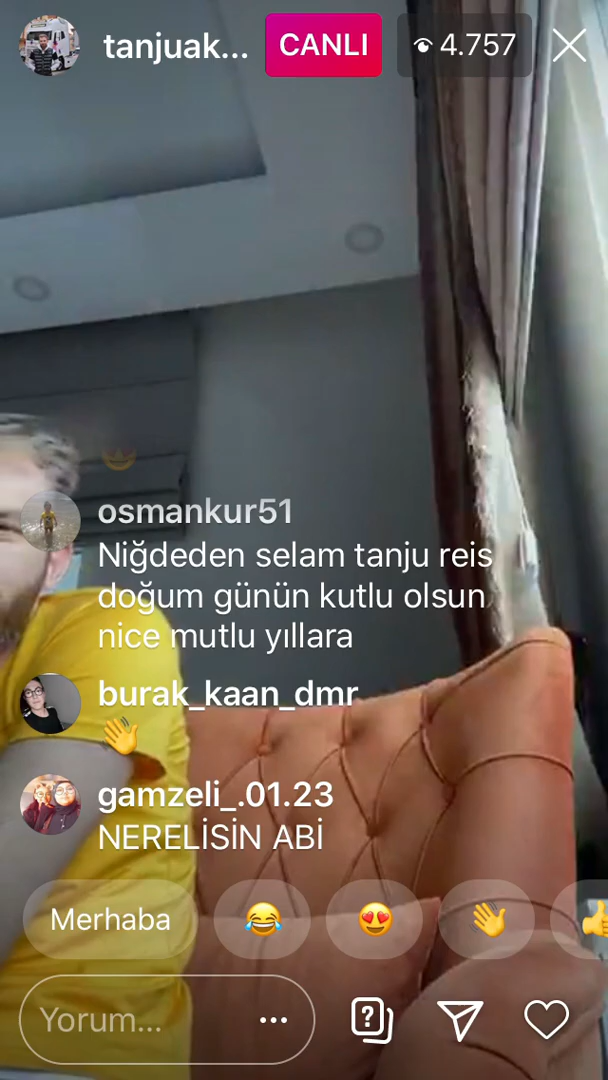 tanjuak...
CANLI
4.757
osmankur51
Niğdeden selam tanju reis
doğum günün kutlu olsun
nice mutlu yıllara
burak_kaan_dmr
👋
gamzeli_.01.23
NERELİSİN ABİ
Merhaba 😂 😍 👋 👍
Yorum...